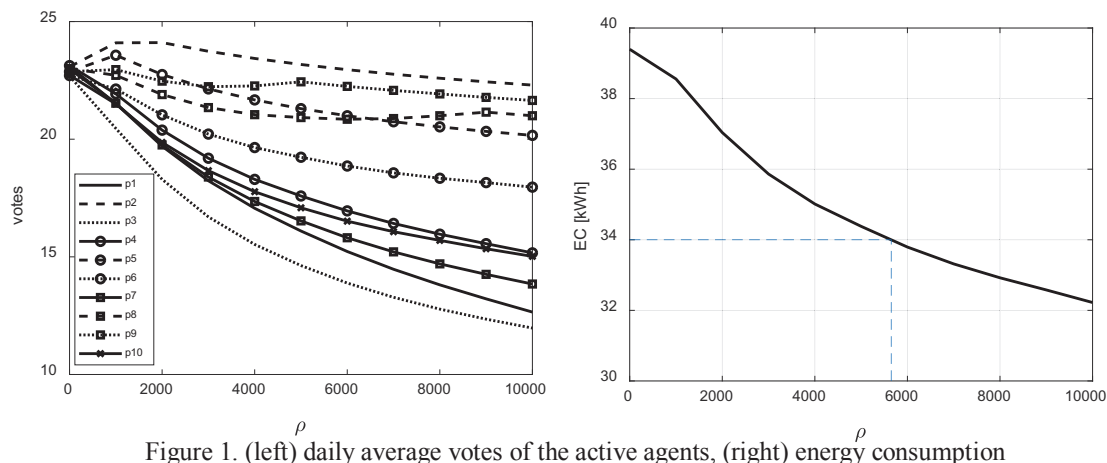 25
20
15
10
votes
p1
p2
p3
p4
p5
p6
p7
p8
p9
p10
0 2000 4000 6000 8000 10000
ρ
40
38
36
34
32
30
EC [kWh]
0 2000 4000 6000 8000 10000
ρ
Figure 1. (left) daily average votes of the active agents, (right) energy consumption